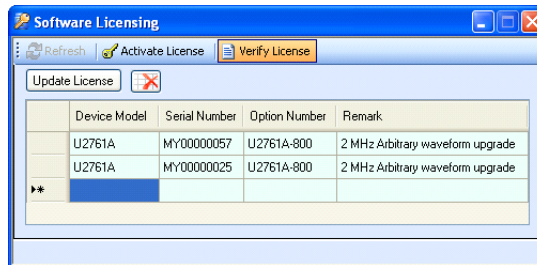 Software Licensing
Refresh Activate License Verify License
Update License
Device Model Serial Number Option Number Remark
U2761A MY00000057 U2761A-800 2 MHz Arbitrary waveform upgrade
U2761A MY00000025 U2761A-800 2 MHz Arbitrary waveform upgrade